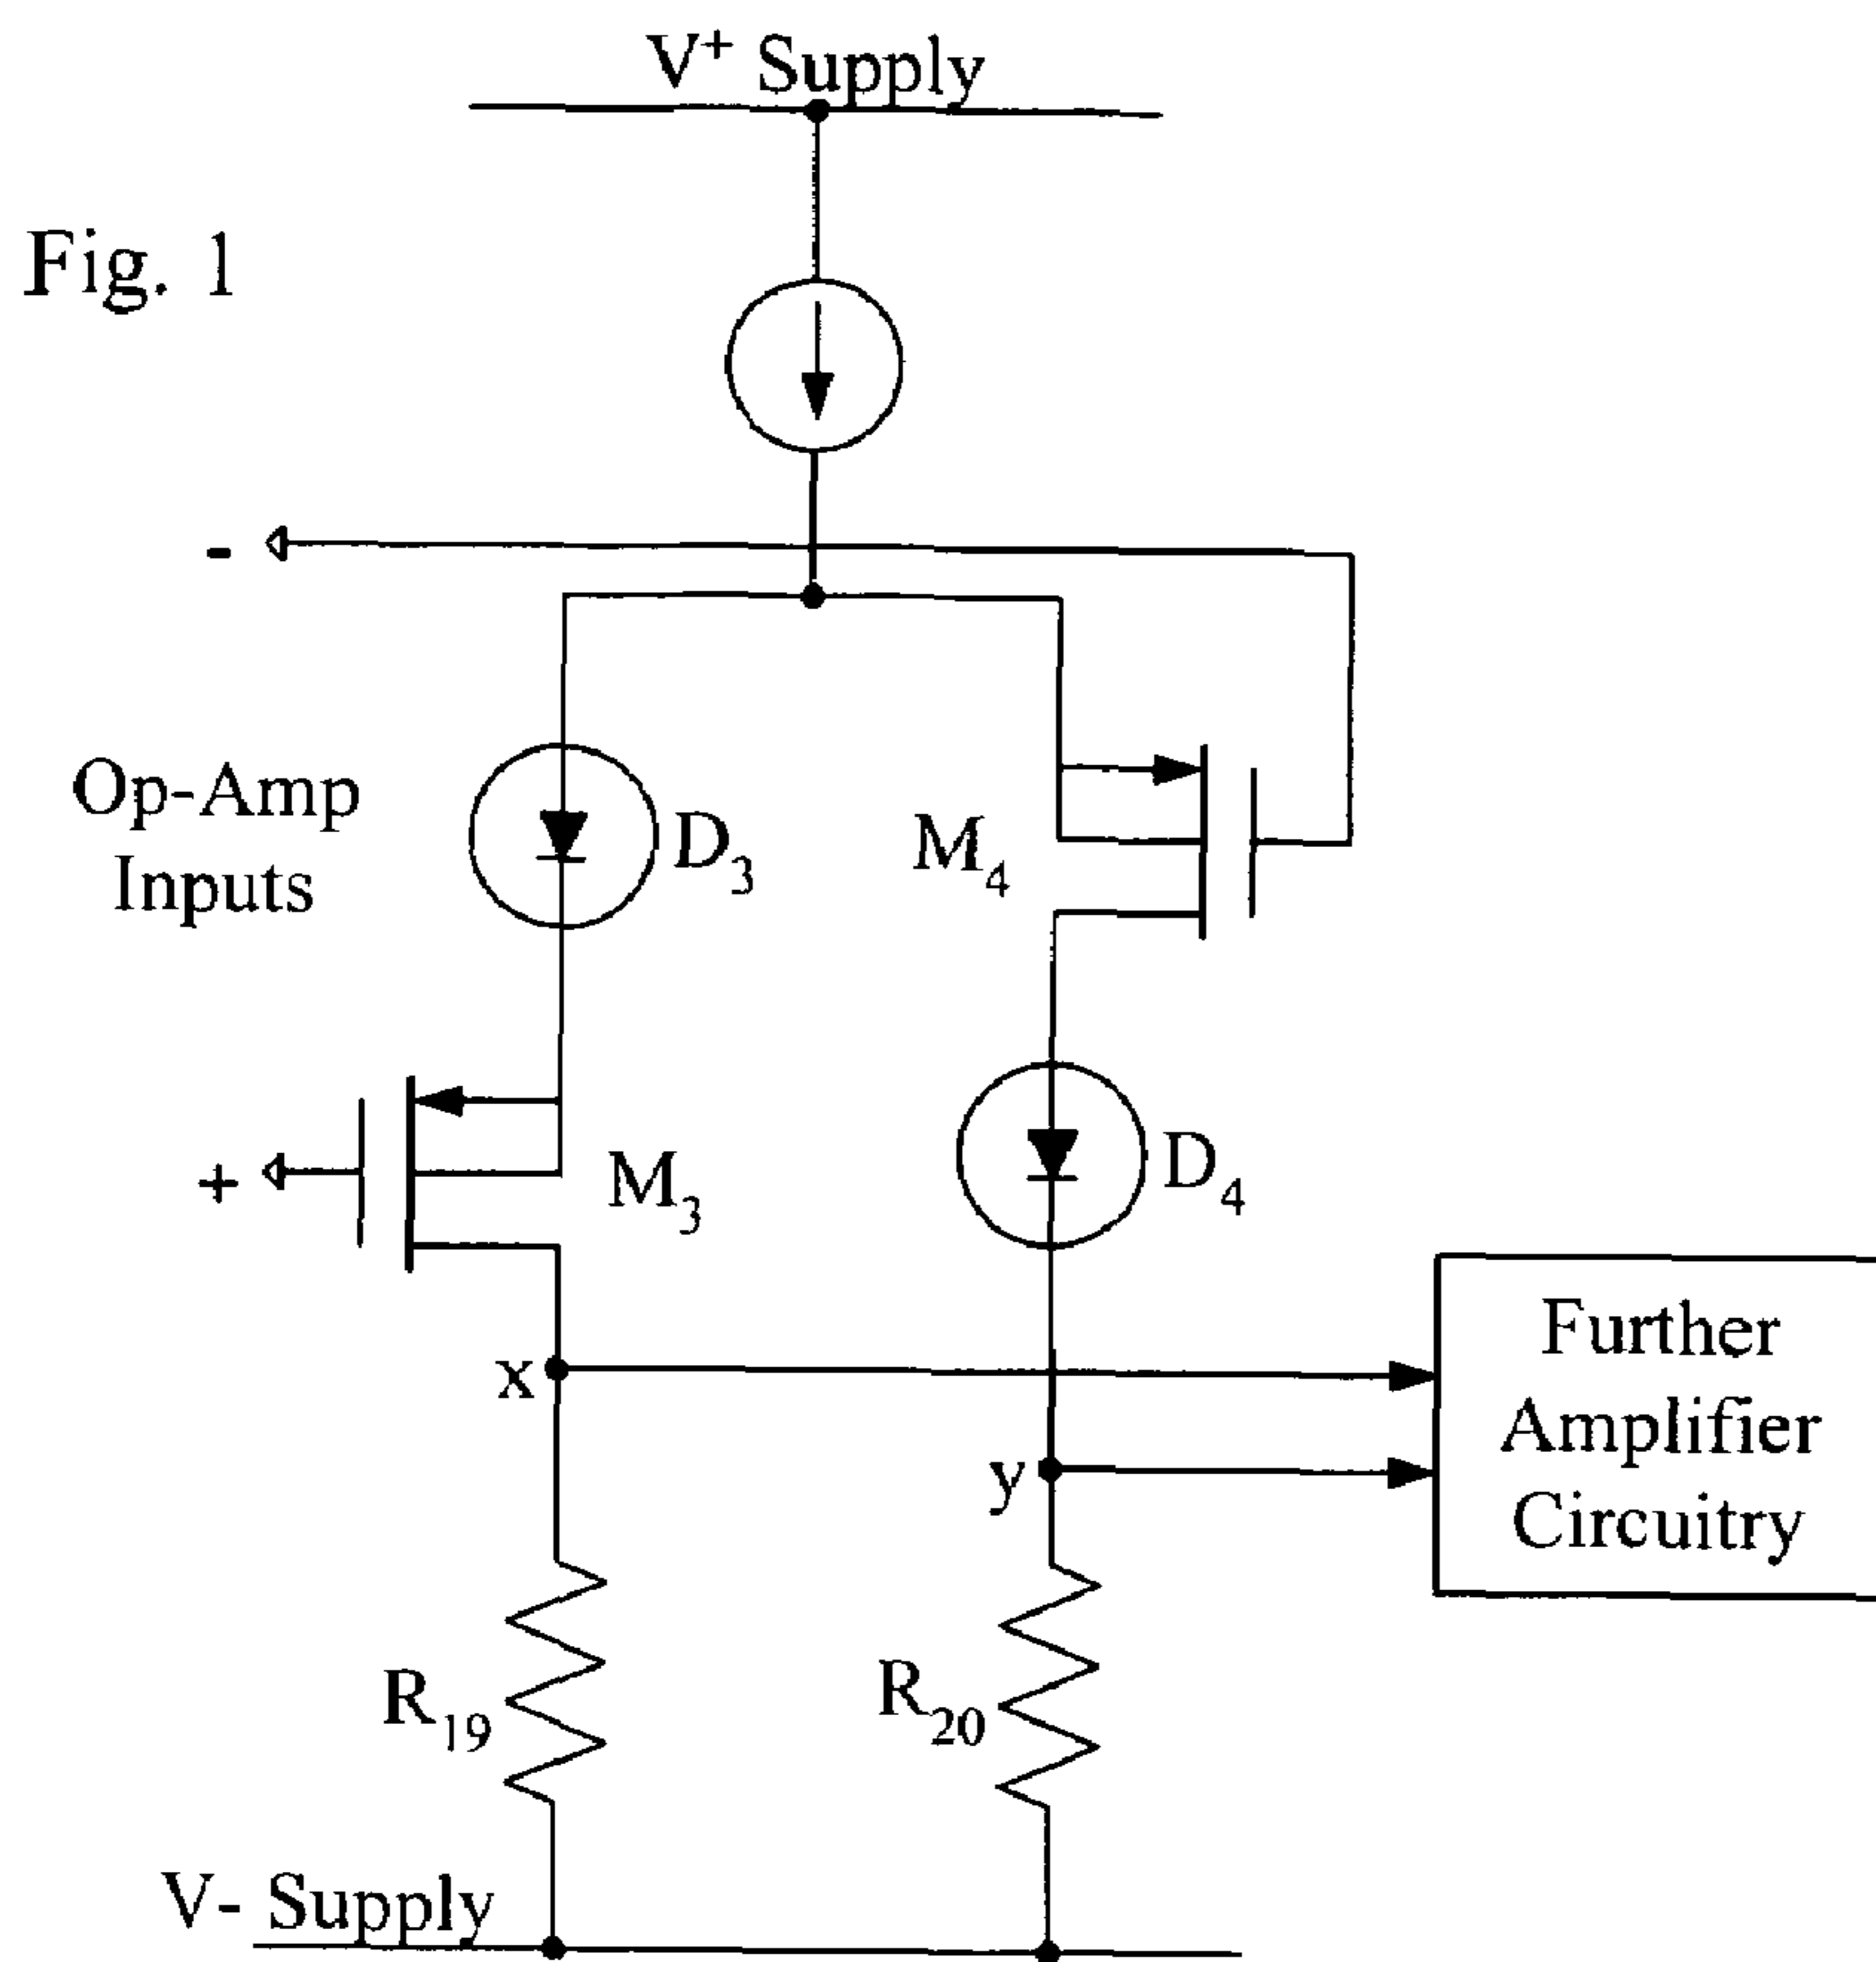 V+ Supply
Fig. 1
-
Op-Amp
Inputs
D3
M4
+
M3
D4
x
y
Further
Amplifier
Circuitry
R19
R20
V- Supply